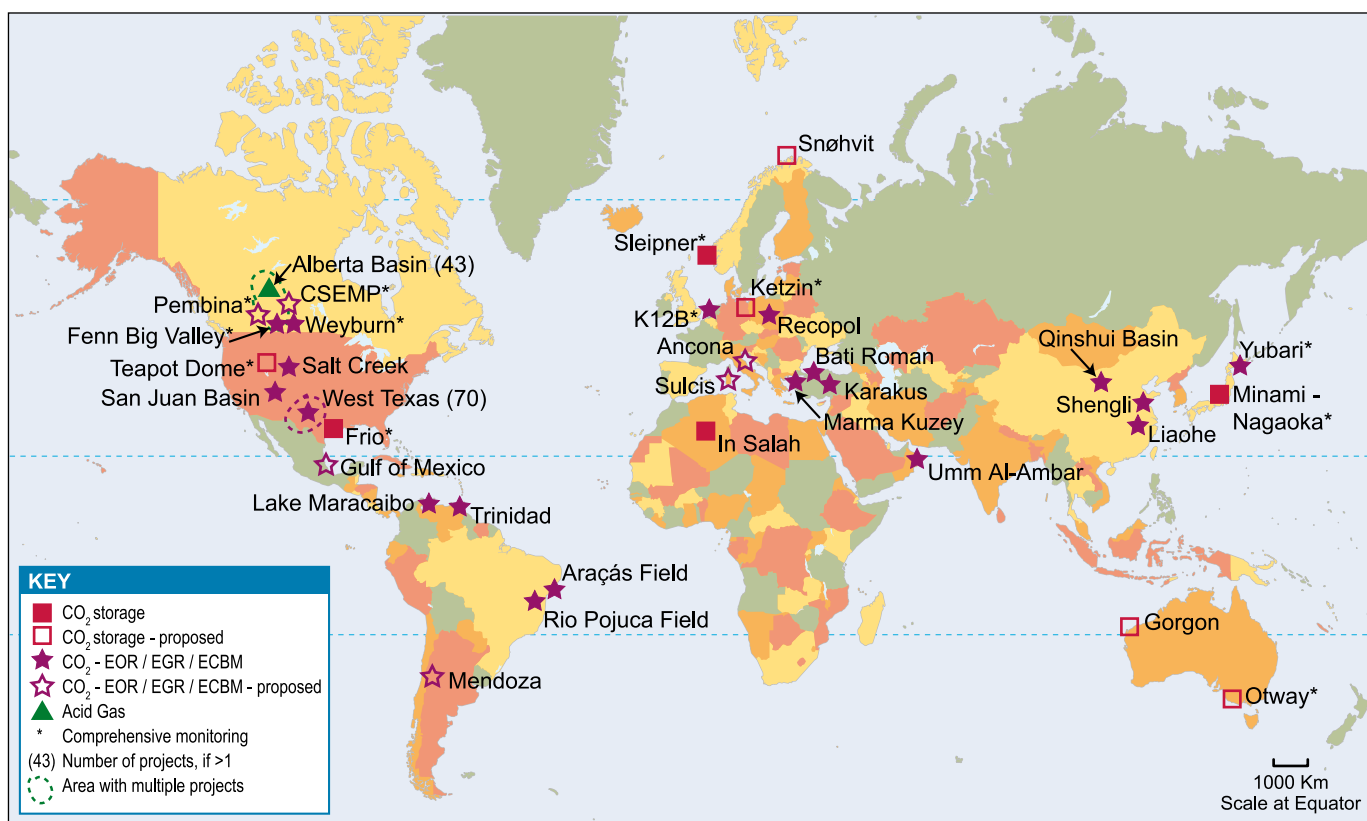 Snøhvit
Sleipner*
Alberta Basin (43)
Pembina*
CSEMP*
Fenn Big Valley*
Weyburn*
Teapot Dome*
Salt Creek
San Juan Basin
West Texas (70)
Frio*
Gulf of Mexico
Lake Maracaibo
Trinidad
Araçás Field
Rio Pojuca Field
Mendoza
Ketzin*
K12B*
Recopol
Ancona
Bati Roman
Sulcis
Karakus
Marma Kuzey
In Salah
Umm Al-Ambar
Qinshui Basin
Yubari*
Shengli
Minami -
Nagaoka*
Liaohe
Gorgon
Otway*
KEY
CO₂ storage
CO₂ storage - proposed
CO₂ - EOR / EGR / ECBM
CO₂ - EOR / EGR / ECBM - proposed
Acid Gas
* Comprehensive monitoring
(43) Number of projects, if >1
Area with multiple projects
1000 Km
Scale at Equator